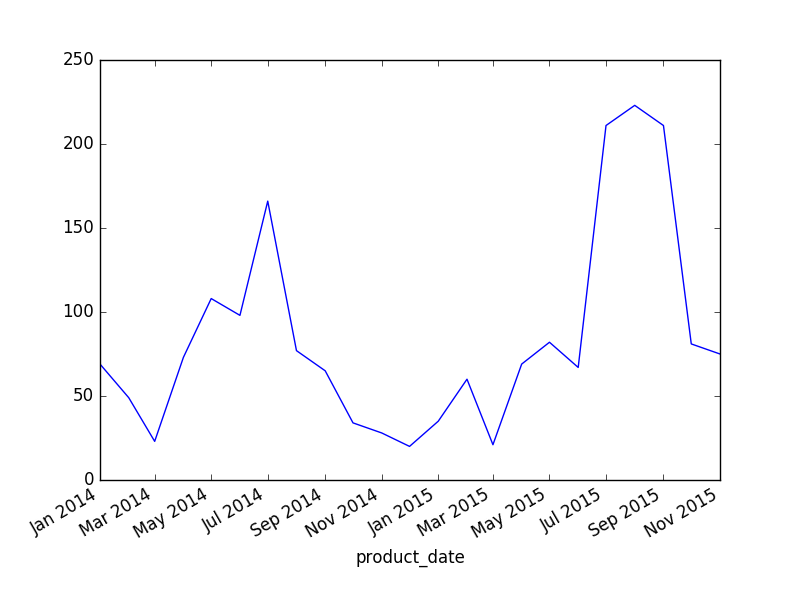 250
200
150
100
50
0
Jan 2014
Mar 2014
May 2014
Jul 2014
Sep 2014
Nov 2014
Jan 2015
Mar 2015
May 2015
Jul 2015
Sep 2015
Nov 2015
product_date